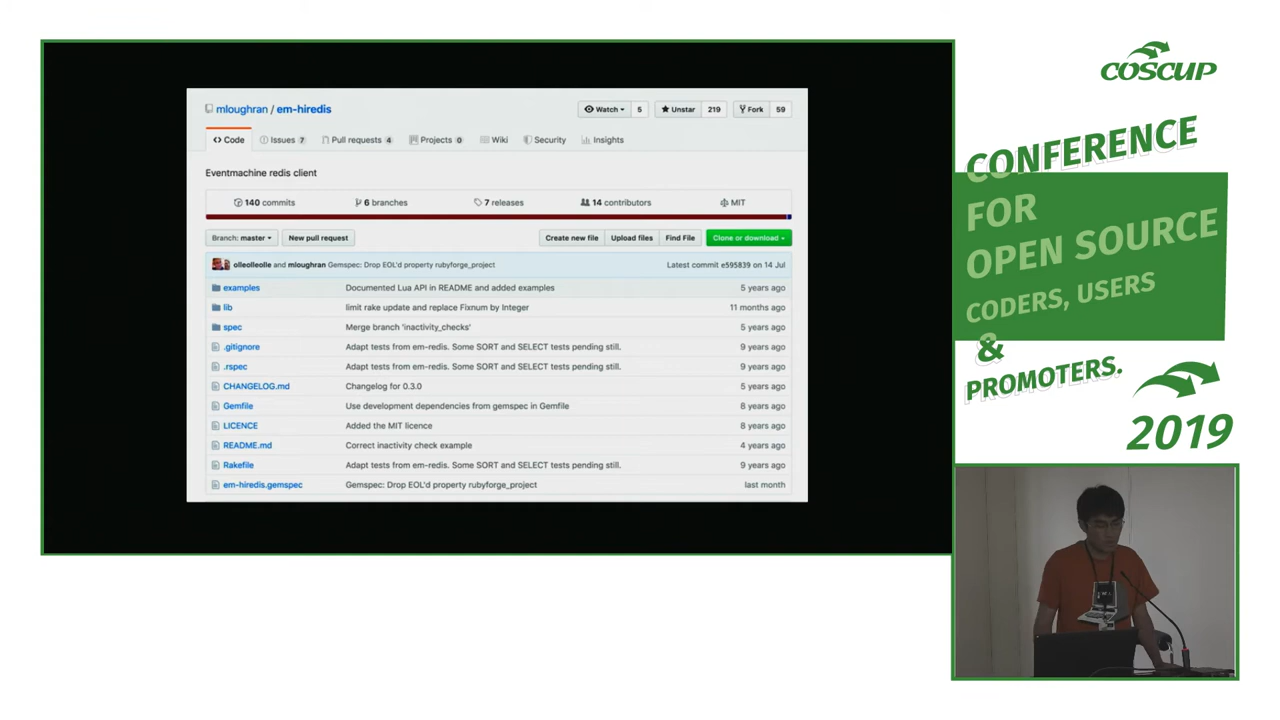 mloughran / em-hiredis
Watch 5 Unstar 219 Fork 59
Code Issues 7 Pull requests 4 Projects 0 Wiki Security Insights
Eventmachine redis client
140 commits 6 branches 7 releases 14 contributors MIT
Branch: master New pull request Create new file Upload files Find File Clone or download
olleolleolle and mloughran Gemspec: Drop EOL'd property rubyforge_project Latest commit e595839 on 14 Jul
examples Documented Lua API in README and added examples 5 years ago
lib limit rake update and replace Fixnum by Integer 11 months ago
spec Merge branch 'inactivity_checks' 5 years ago
.gitignore Adapt tests from em-redis. Some SORT and SELECT tests pending still. 9 years ago
.rspec Adapt tests from em-redis. Some SORT and SELECT tests pending still. 9 years ago
CHANGELOG.md Changelog for 0.3.0 5 years ago
Gemfile Use development dependencies from gemspec in Gemfile 8 years ago
LICENCE Added the MIT licence 8 years ago
README.md Correct inactivity check example 4 years ago
Rakefile Adapt tests from em-redis. Some SORT and SELECT tests pending still. 9 years ago
em-hiredis.gemspec Gemspec: Drop EOL'd property rubyforge_project last month
COSCUP
CONFERENCE
FOR
OPEN SOURCE
CODERS, USERS
&
PROMOTERS.
2019